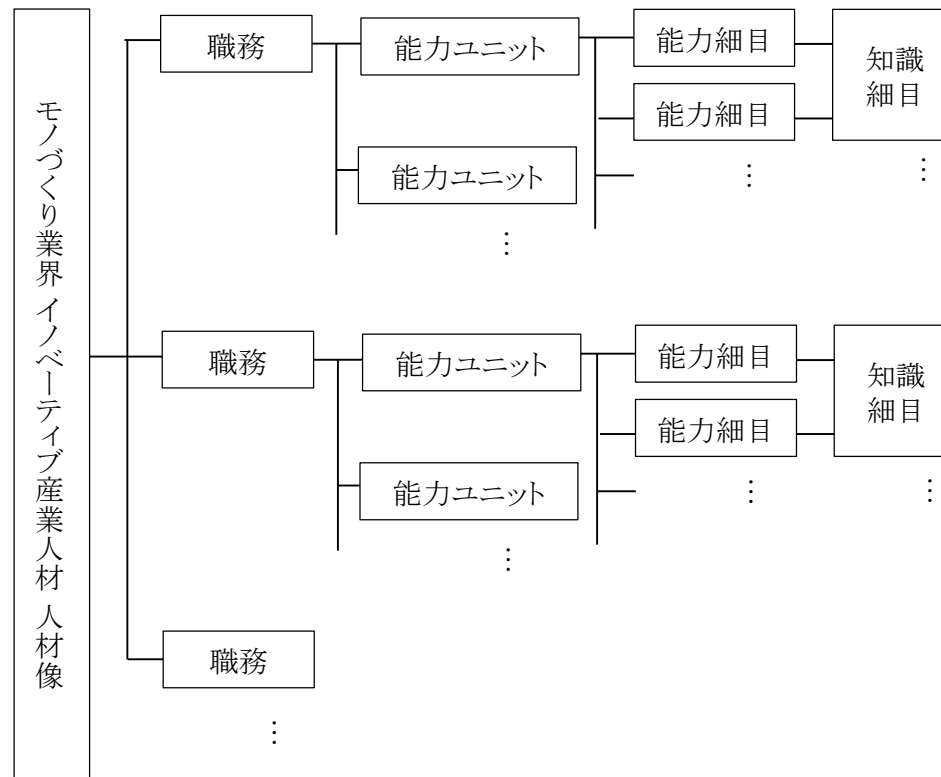 モノづくり業界 イノベーティブ産業人材 人材像
職務
能力ユニット
能力細目
知識
細目
能力細目
能力ユニット
⋮
⋮
⋮
職務
能力ユニット
能力細目
知識
細目
能力細目
能力ユニット
⋮
⋮
⋮
職務
⋮